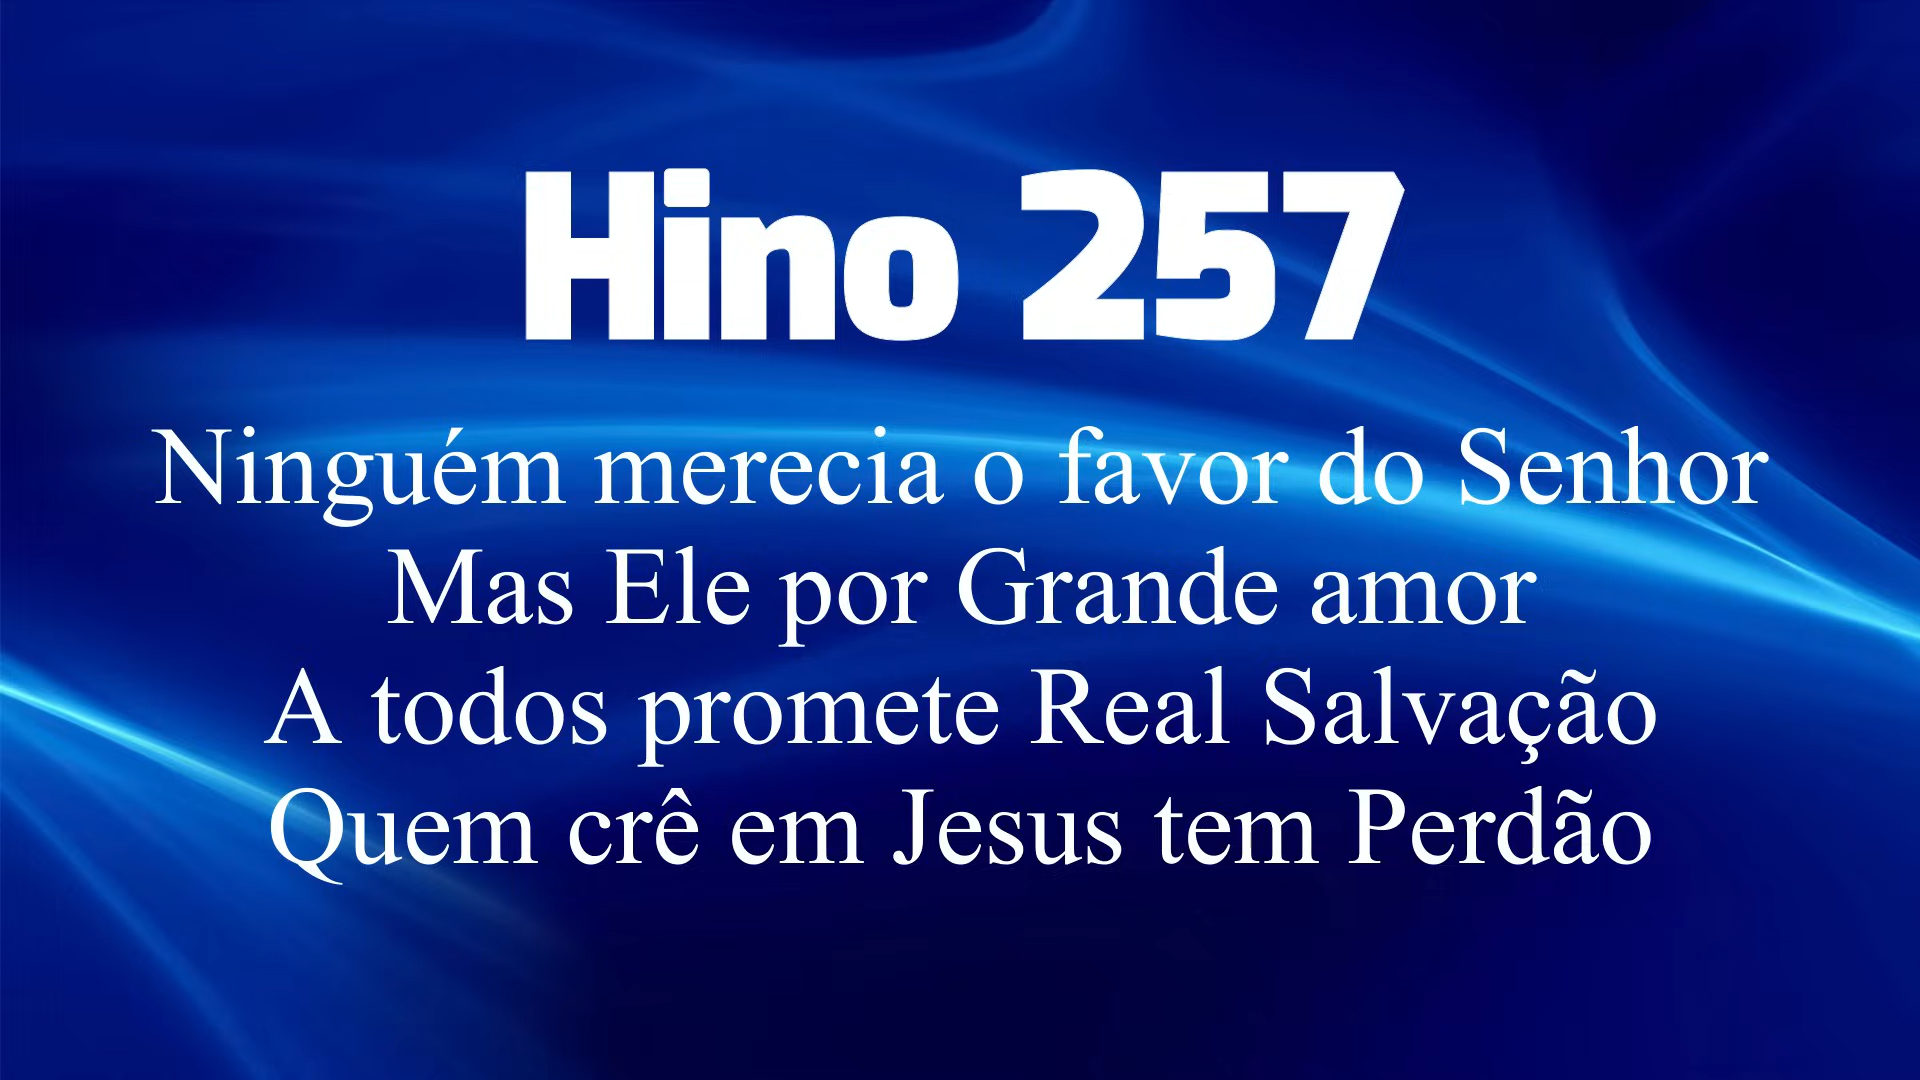 Hino 257
Ninguém merecia o favor do Senhor
Mas Ele por Grande amor
A todos promete Real Salvação
Quem crê em Jesus tem Perdão